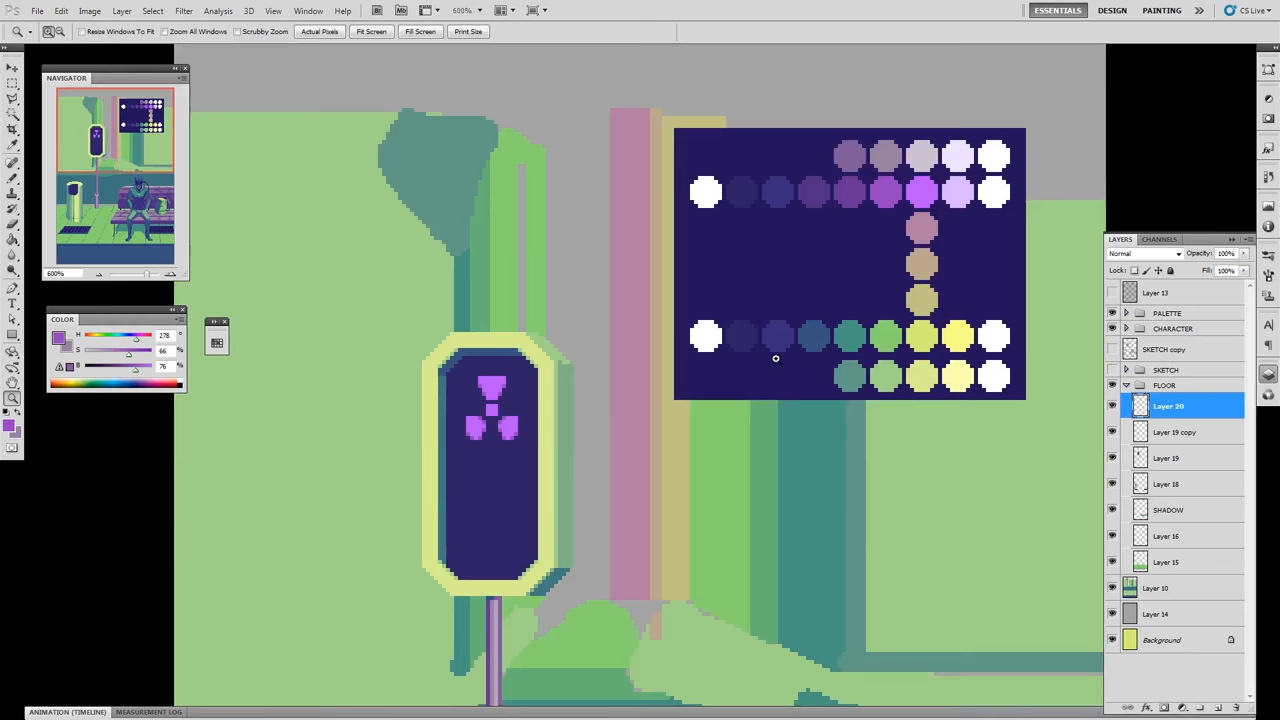 File Edit Image Layer Select Filter Analysis 3D View Window Help 600% ESSENTIALS DESIGN PAINTING CS Live
Resize Windows To Fit Zoom All Windows Scrubby Zoom Actual Pixels Fit Screen Fill Screen Print Size
NAVIGATOR
600%
COLOR
H 278 °
S 66 %
B 76 %
LAYERS CHANNELS
Normal Opacity: 100%
Lock: Fill: 100%
Layer 13
PALETTE
CHARACTER
SKETCH copy
SKETCH
FLOOR
Layer 20
Layer 19 copy
Layer 19
Layer 18
SHADOW
Layer 16
Layer 15
Layer 10
Layer 14
Background
ANIMATION (TIMELINE) MEASUREMENT LOG